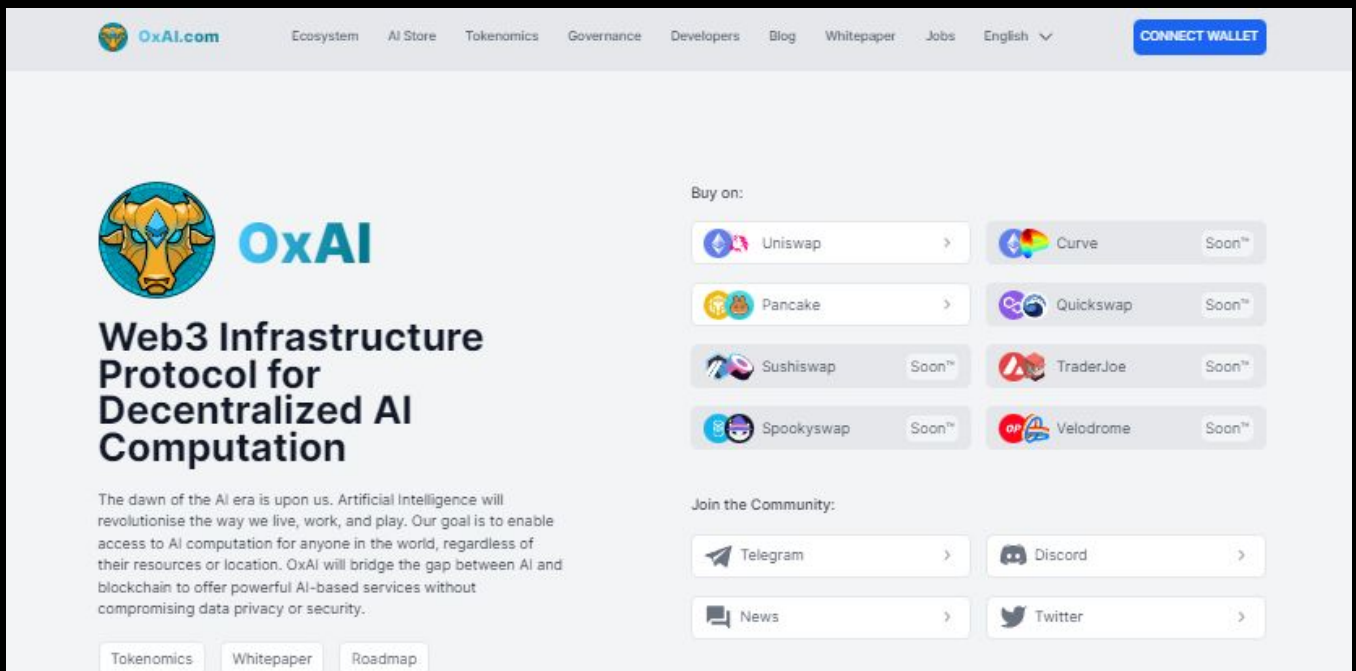 OxAI.com
Ecosystem
AI Store
Tokenomics
Governance
Developers
Blog
Whitepaper
Jobs
English
CONNECT WALLET
OxAI
Web3 Infrastructure
Protocol for
Decentralized AI
Computation
The dawn of the AI era is upon us. Artificial Intelligence will
revolutionise the way we live, work, and play. Our goal is to enable
access to AI computation for anyone in the world, regardless of
their resources or location. OxAI will bridge the gap between AI and
blockchain to offer powerful AI-based services without
compromising data privacy or security.
Tokenomics
Whitepaper
Roadmap
Buy on:
Uniswap
Curve
Soon™
Pancake
Quickswap
Soon™
Sushiswap
Soon™
TraderJoe
Soon™
Spookyswap
Soon™
OP
Velodrome
Soon™
Join the Community:
Telegram
Discord
News
Twitter